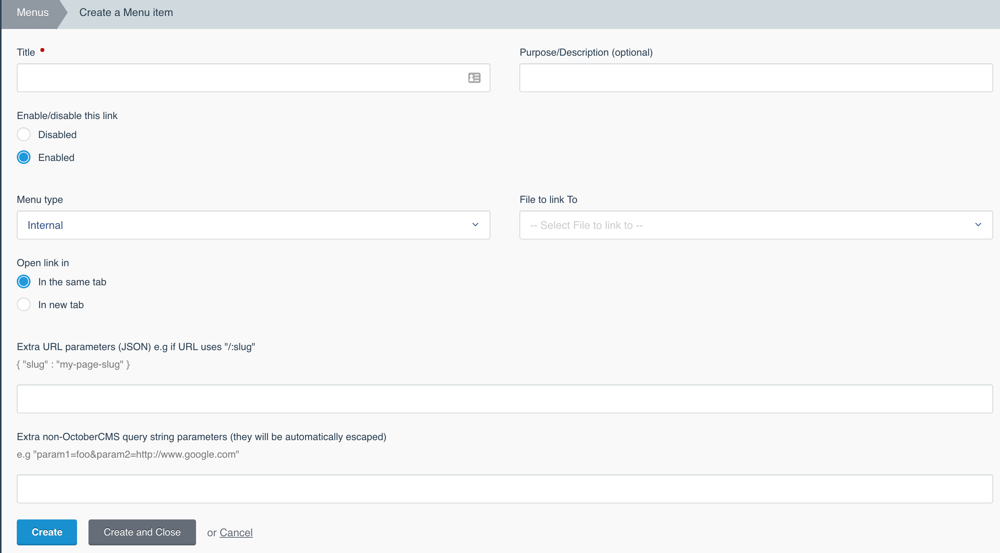 Menus
Create a Menu item
Title
Purpose/Description (optional)
Enable/disable this link
Disabled
Enabled
Menu type
File to link To
Internal
-- Select File to link to --
Open link in
In the same tab
In new tab
Extra URL parameters (JSON) e.g if URL uses "/:slug"
{ "slug" : "my-page-slug" }
Extra non-OctoberCMS query string parameters (they will be automatically escaped)
e.g "param1=foo&param2=http://www.google.com"
Create
Create and Close
or Cancel